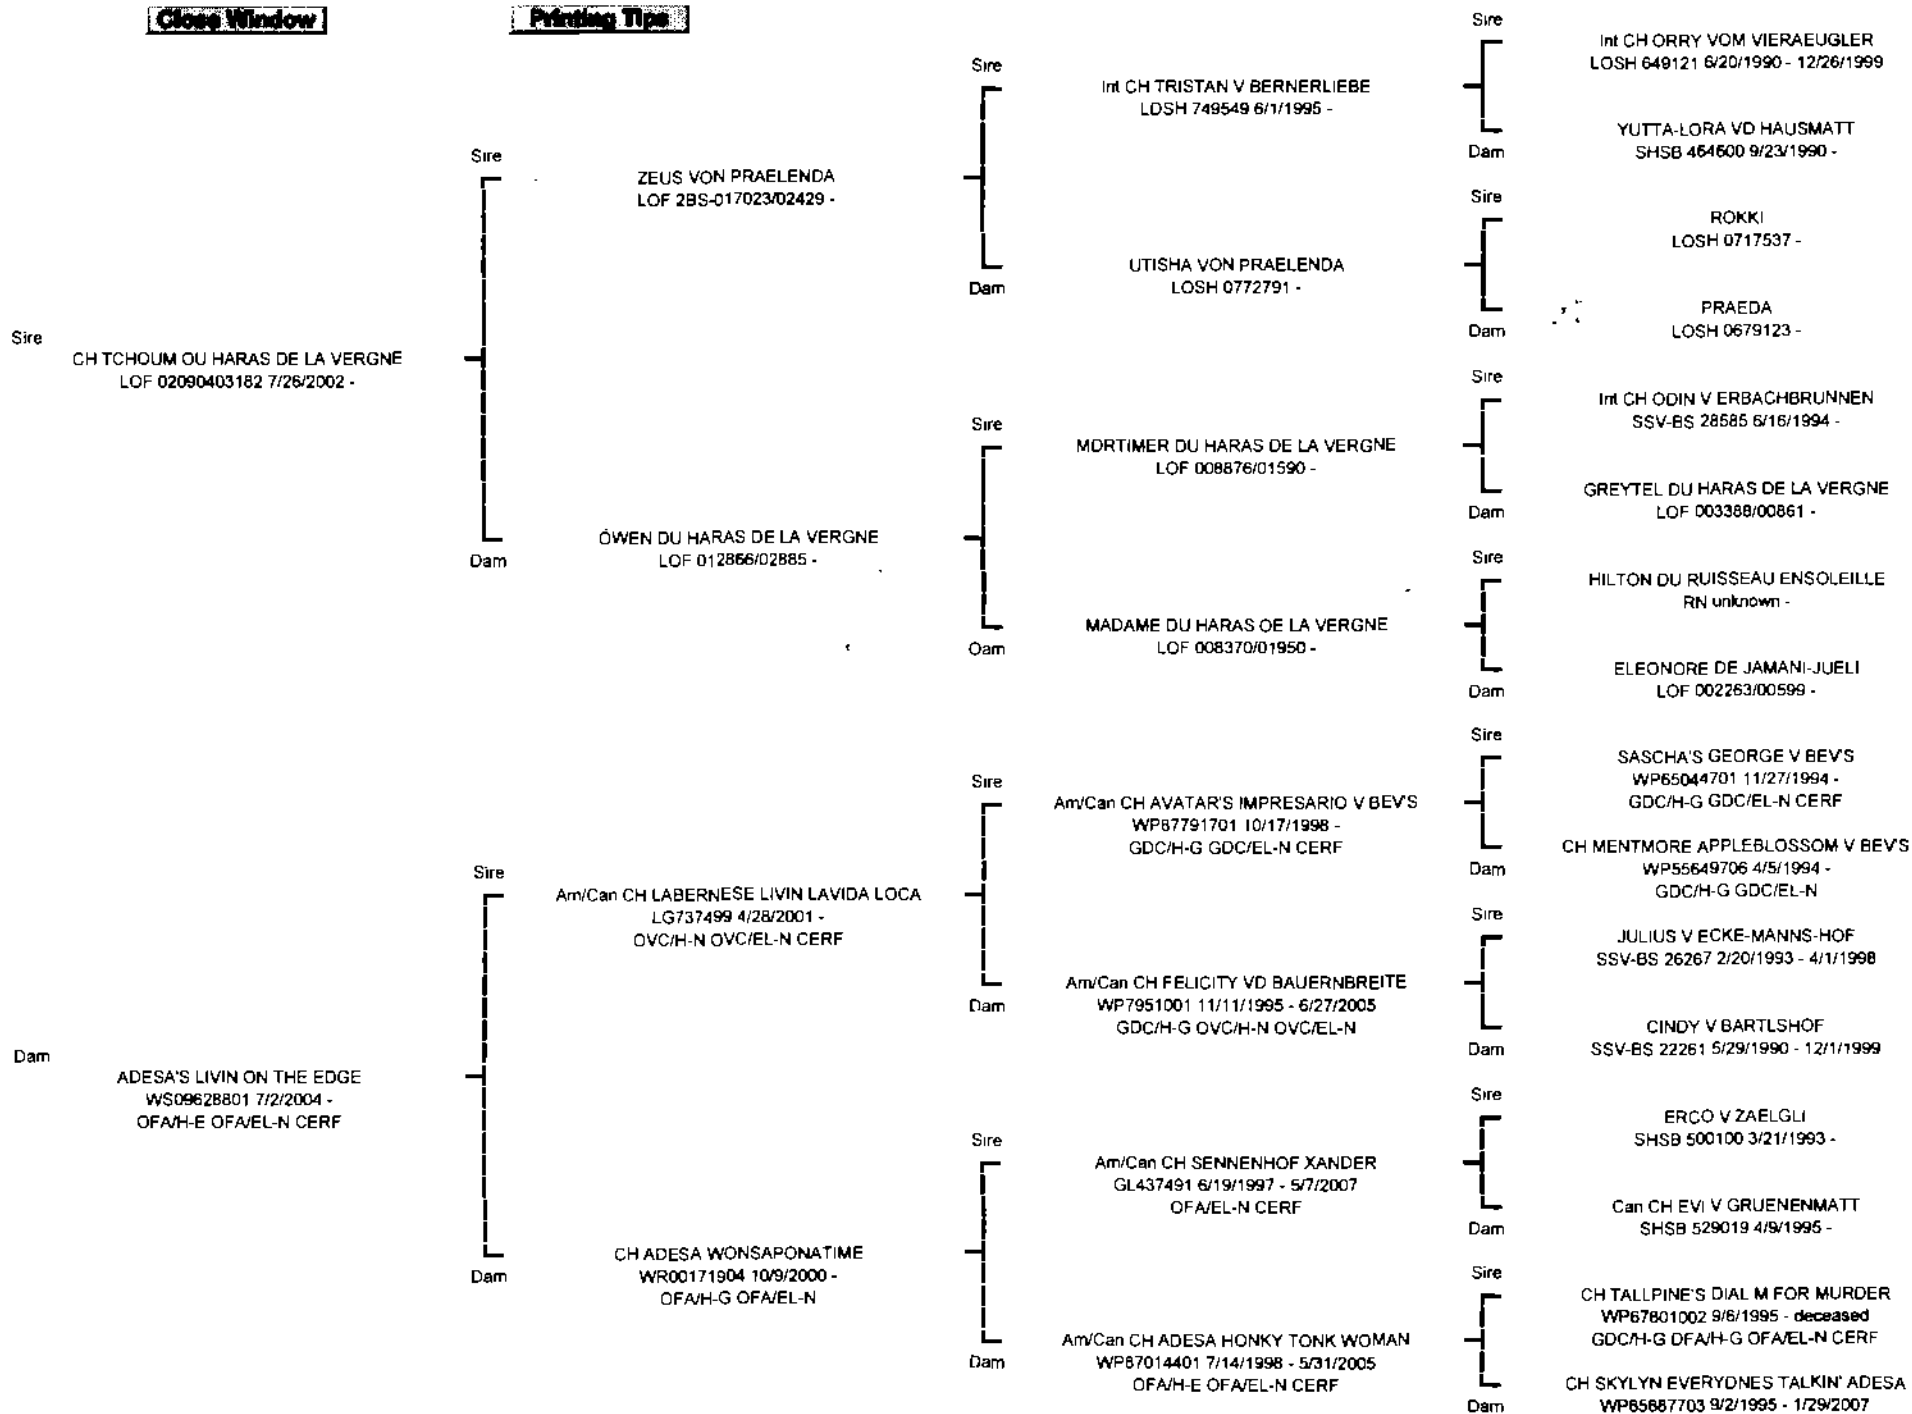 Close Window
Printing Tips
Sire
CH TCHOUM OU HARAS DE LA VERGNE
LOF 02090403182 7/26/2002 -
Dam
ADESA'S LIVIN ON THE EDGE
WS09628801 7/2/2004 -
OFA/H-E OFA/EL-N CERF
Sire
ZEUS VON PRAELENDA
LOF 2BS-017023/02429 -
Dam
ÖWEN DU HARAS DE LA VERGNE
LOF 012866/02885 -
Sire
Am/Can CH LABERNESE LIVIN LAVIDA LOCA
LG737499 4/28/2001 -
OVC/H-N OVC/EL-N CERF
Dam
CH ADESA WONSAPONATIME
WR00171904 10/9/2000 -
OFA/H-G OFA/EL-N
Sire
Int CH TRISTAN V BERNERLIEBE
LOSH 749549 6/1/1995 -
Dam
UTISHA VON PRAELENDA
LOSH 0772791 -
Sire
MORTIMER DU HARAS DE LA VERGNE
LOF 008876/01590 -
Dam
MADAME DU HARAS OE LA VERGNE
LOF 008370/01950 -
Sire
Am/Can CH AVATAR'S IMPRESARIO V BEV'S
WP87791701 10/17/1998 -
GDC/H-G GDC/EL-N CERF
Dam
Am/Can CH FELICITY VD BAUERNBREITE
WP7951001 11/11/1995 - 6/27/2005
GDC/H-G OVC/H-N OVC/EL-N
Sire
Am/Can CH SENNENHOF XANDER
GL437491 6/19/1997 - 5/7/2007
OFA/EL-N CERF
Dam
Am/Can CH ADESA HONKY TONK WOMAN
WP87014401 7/14/1998 - 5/31/2005
OFA/H-E OFA/EL-N CERF
Sire
Int CH ORRY VOM VIERAEUGLER
LOSH 649121 6/20/1990 - 12/26/1999
Dam
YUTTA-LORA VD HAUSMATT
SHSB 464600 9/23/1990 -
Sire
ROKKI
LOSH 0717537 -
Dam
PRAEDA
LOSH 0679123 -
Sire
Int CH ODIN V ERBACHBRUNNEN
SSV-BS 28585 6/16/1994 -
Dam
GREYTEL DU HARAS DE LA VERGNE
LOF 003388/00861 -
Sire
HILTON DU RUISSEAU ENSOLEILLE
RN unknown -
Dam
ELEONORE DE JAMANI-JUELI
LOF 002263/00599 -
Sire
SASCHA'S GEORGE V BEV'S
WP65044701 11/27/1994 -
GDC/H-G GDC/EL-N CERF
Dam
CH MENTMORE APPLEBLOSSOM V BEV'S
WP55649706 4/5/1994 -
GDC/H-G GDC/EL-N
Sire
JULIUS V ECKE-MANNS-HOF
SSV-BS 26267 2/20/1993 - 4/1/1998
Dam
CINDY V BARTLSHOF
SSV-BS 22261 5/29/1990 - 12/1/1999
Sire
ERCO V ZAELGLI
SHSB 500100 3/21/1993 -
Dam
Can CH EVI V GRUENENMATT
SHSB 529019 4/9/1995 -
Sire
CH TALLPINE'S DIAL M FOR MURDER
WP67801002 9/6/1995 - deceased
GDC/H-G OFA/H-G OFA/EL-N CERF
Dam
CH SKYLYN EVERYDNES TALKIN' ADESA
WP65687703 9/2/1995 - 1/29/2007